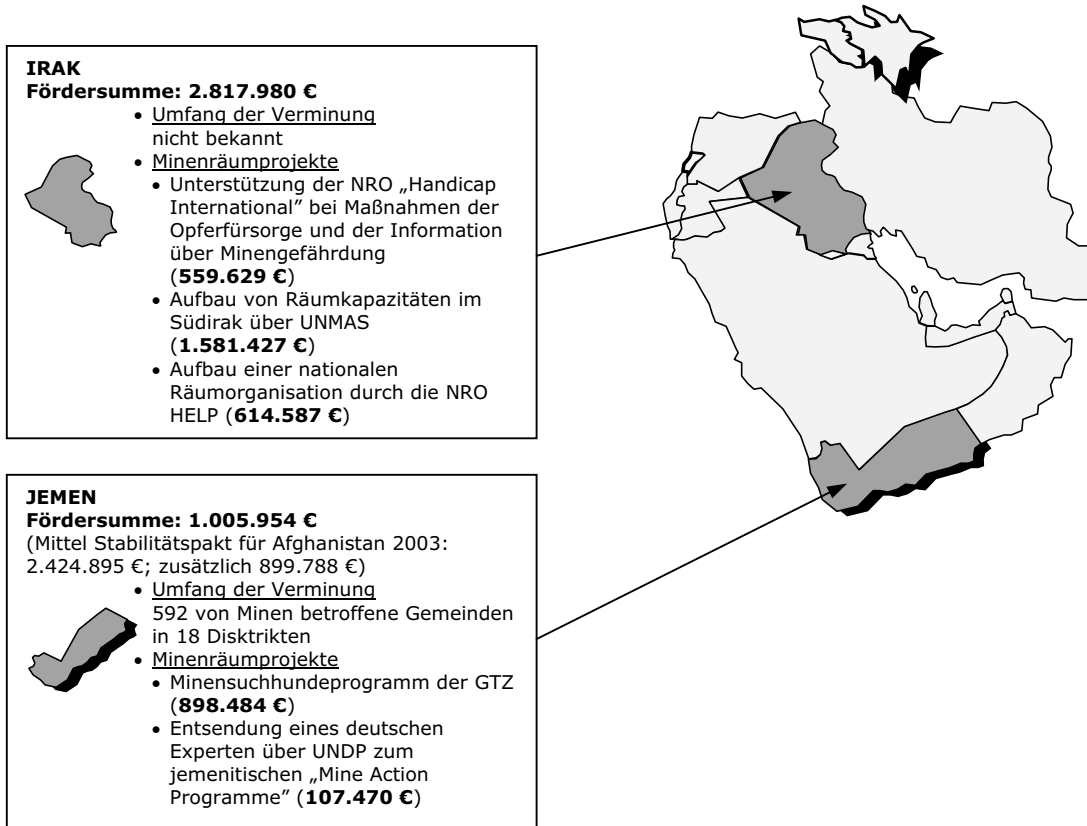 IRAK
Fördersumme: 2.817.980 €
• Umfang der Verminung
nicht bekannt
• Minenräumprojekte
• Unterstützung der NRO „Handicap
International” bei Maßnahmen der
Opferfürsorge und der Information
über Minengefährdung
(559.629 €)
• Aufbau von Räumkapazitäten im
Südirak über UNMAS
(1.581.427 €)
• Aufbau einer nationalen
Räumorganisation durch die NRO
HELP (614.587 €)
JEMEN
Fördersumme: 1.005.954 €
(Mittel Stabilitätspakt für Afghanistan 2003:
2.424.895 €; zusätzlich 899.788 €)
• Umfang der Verminung
592 von Minen betroffene Gemeinden
in 18 Disktrikten
• Minenräumprojekte
• Minensuchhundeprogramm der GTZ
(898.484 €)
• Entsendung eines deutschen
Experten über UNDP zum
jemenitischen „Mine Action
Programme” (107.470 €)